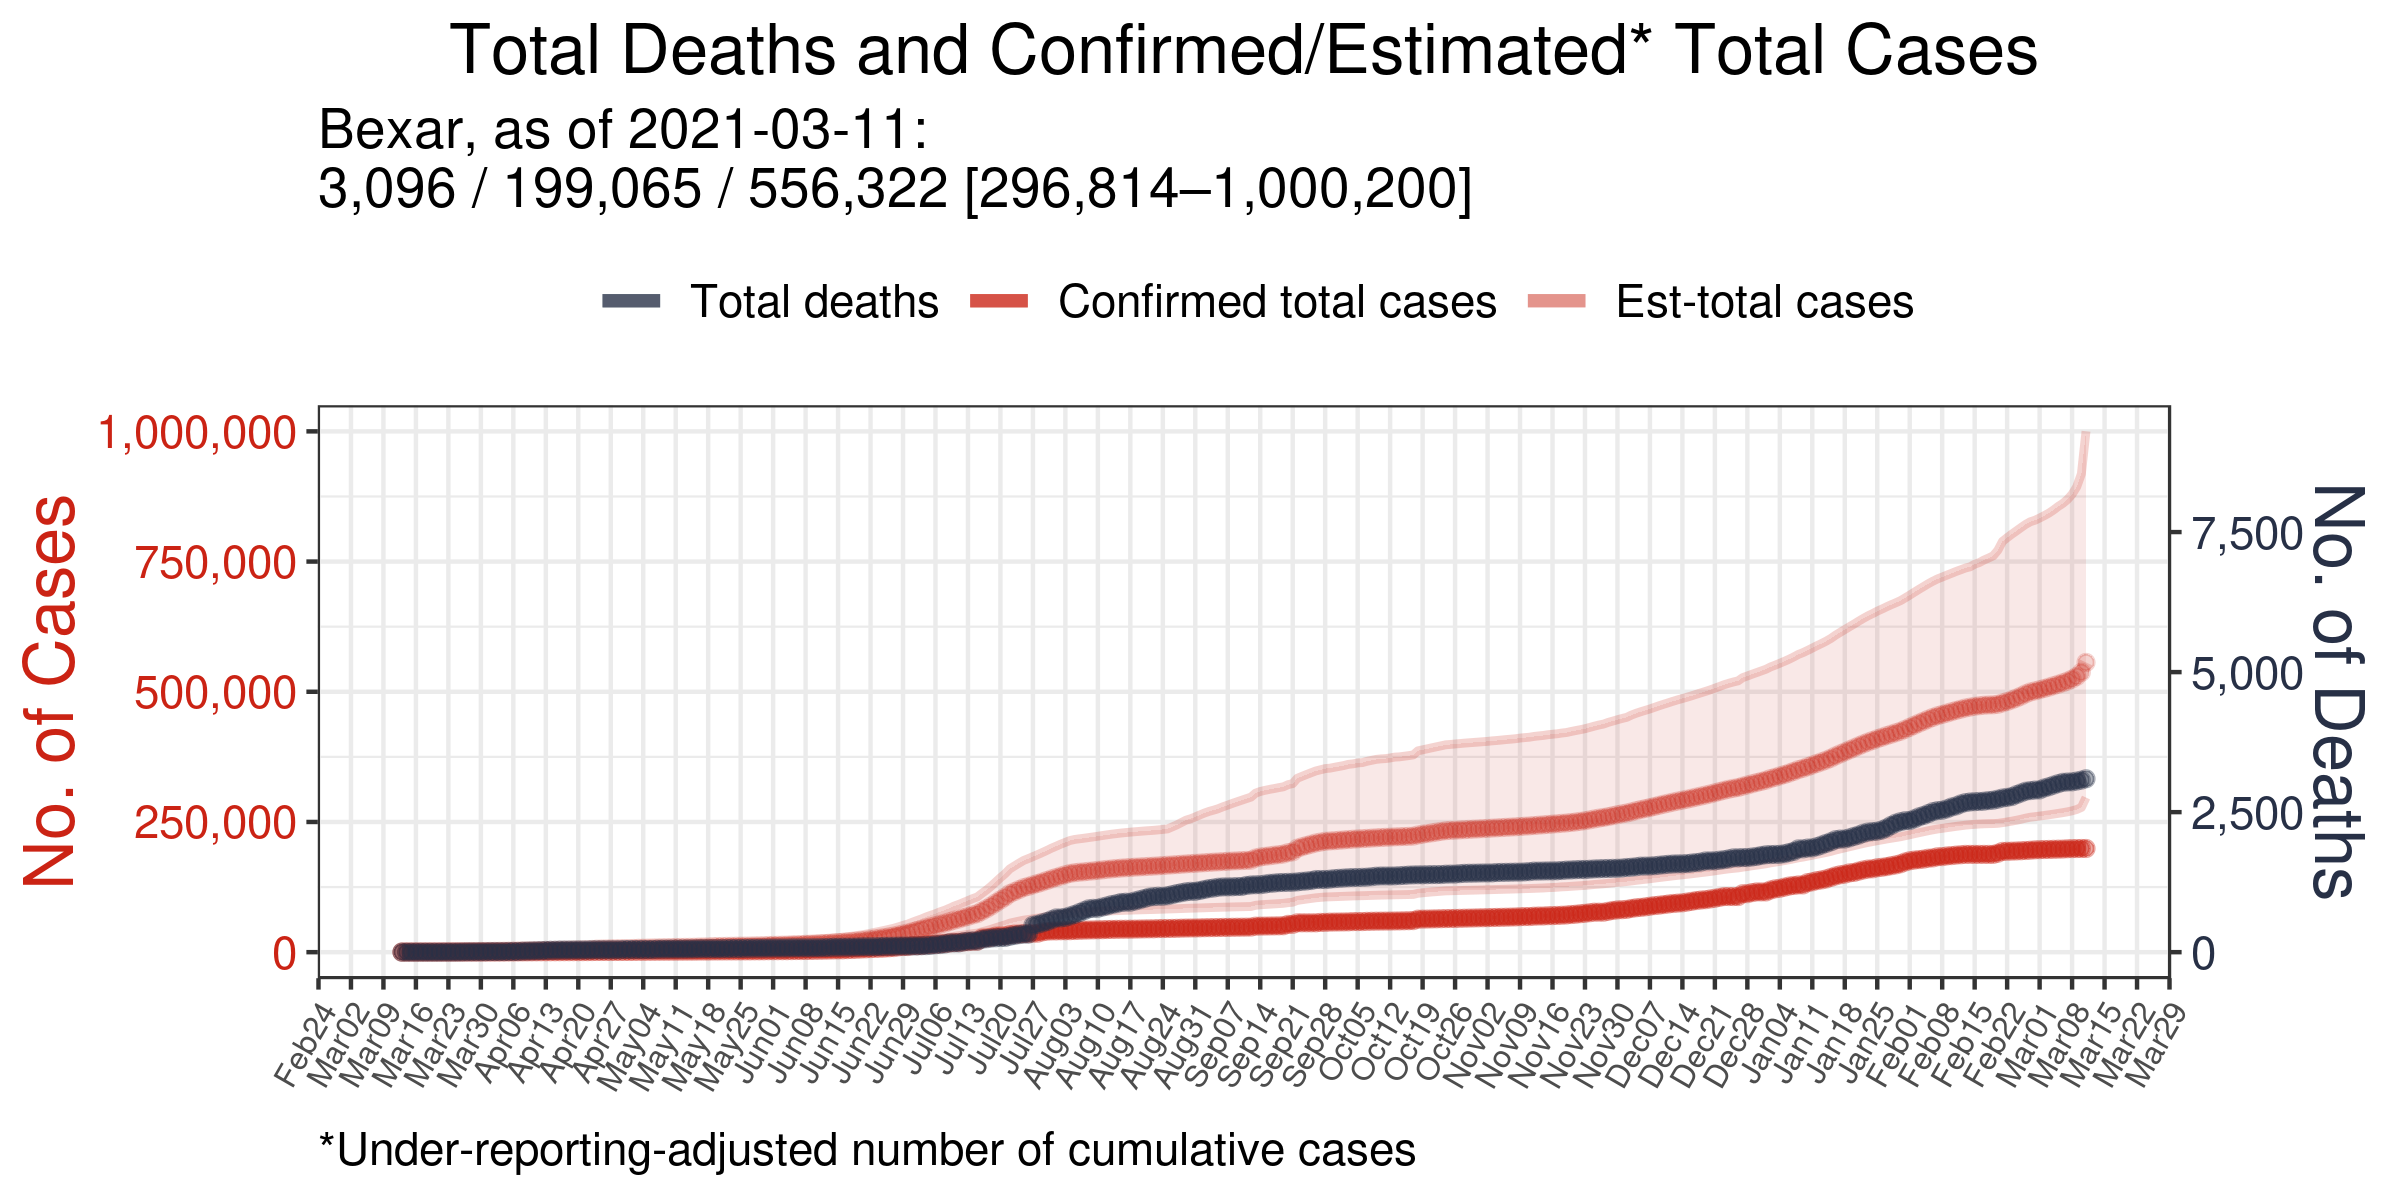 Total Deaths and Confirmed/Estimated* Total Cases
Bexar, as of 2021-03-11:
3,096 / 199,065 / 556,322 [296,814–1,000,200]
Total deaths
Confirmed total cases
Est-total cases
No. of Cases
1,000,000
750,000
500,000
250,000
0
No. of Deaths
7,500
5,000
2,500
0
Feb24
Mar02
Mar09
Mar16
Mar23
Mar30
Apr06
Apr13
Apr20
Apr27
May04
May11
May18
May25
Jun01
Jun08
Jun15
Jun22
Jun29
Jul06
Jul13
Jul20
Jul27
Aug03
Aug10
Aug17
Aug24
Aug31
Sep07
Sep14
Sep21
Sep28
Oct05
Oct12
Oct19
Oct26
Nov02
Nov09
Nov16
Nov23
Nov30
Dec07
Dec14
Dec21
Dec28
Jan04
Jan11
Jan18
Jan25
Feb01
Feb08
Feb15
Feb22
Mar01
Mar08
Mar15
Mar22
Mar29
*Under-reporting-adjusted number of cumulative cases